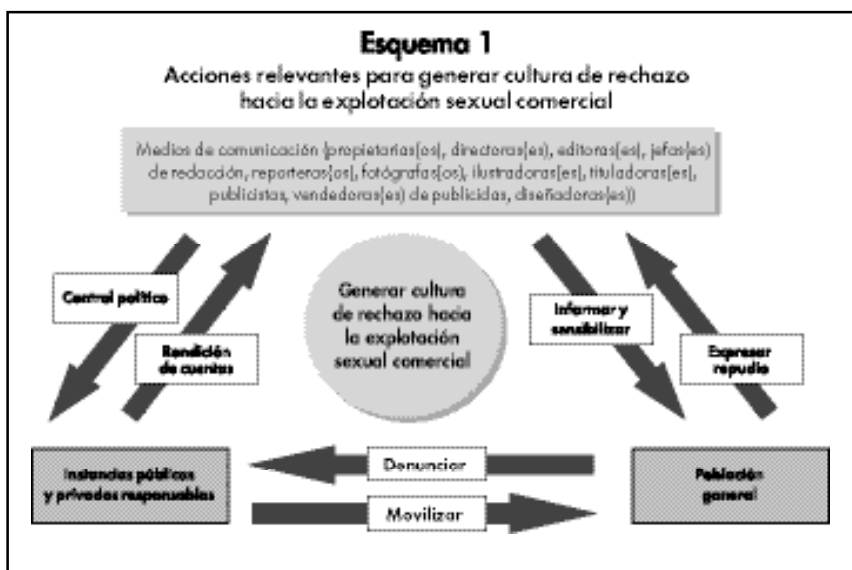 Esquema 1
Acciones relevantes para generar cultura de rechazo
hacia la explotación sexual comercial
Medios de comunicación (propietarias(os), directoras(es), editoras(es), jefas(es)
de redacción, reporteras(os), fotógrafas(os), ilustradoras(es), tituladoras(es),
publicistas, vendedoras(es) de publicidas, diseñadoras(es))
Control político
Rendición
de cuentas
Generar cultura
de rechazo hacia
la explotación
sexual comercial
Informar y
sensibilizar
Expresar
repudio
Instancias públicas
y privadas responsables
Denunciar
Movilizar
Población
general